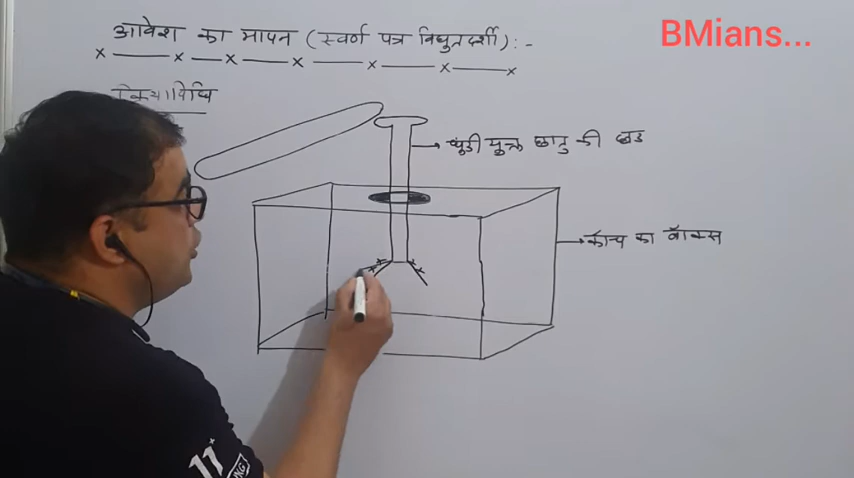 आवेश का मापन (स्वर्ण पत्र विधुतदर्शी) :-
BMians...
क्रियाविधि
घुंडी युक्त धातु की छड
काँच का बॉक्स